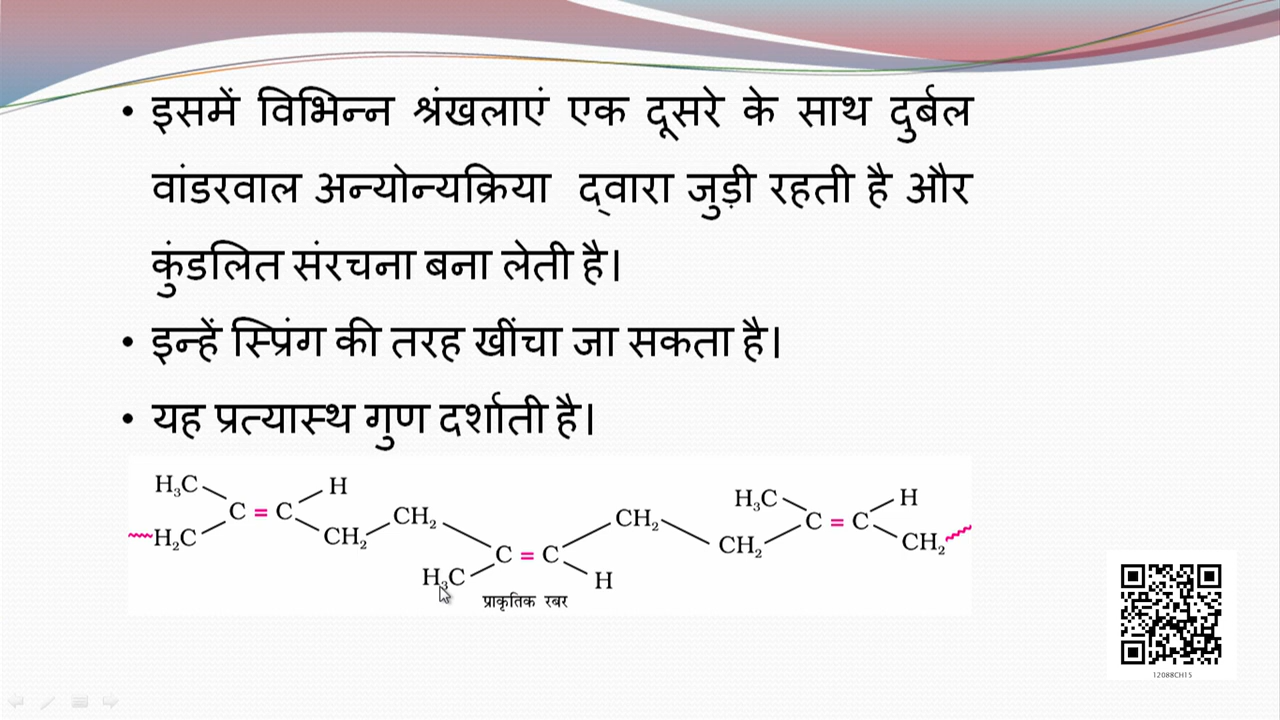 • इसमें विभिन्न श्रंखलाएं एक दूसरे के साथ दुर्बल
वांडरवाल अन्योन्यक्रिया द्वारा जुड़ी रहती है और
कुंडलित संरचना बना लेती है।
• इन्हें स्प्रिंग की तरह खींचा जा सकता है।
• यह प्रत्यास्थ गुण दर्शाती है।
H₃C H CH₂ CH₂ H₃C H
C = C C = C
H₂C CH₂ C = C CH₂ CH₂
H₃C H
प्राकृतिक रबर
12088CH15